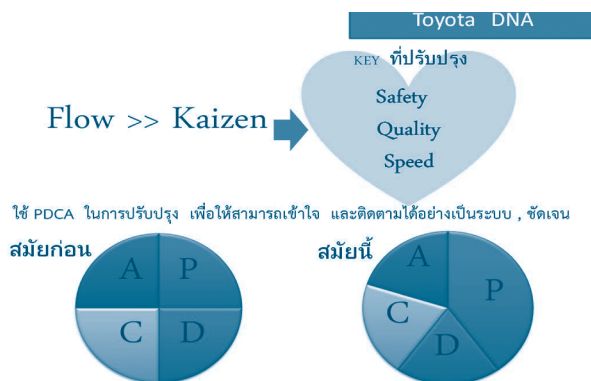 Toyota DNA
KEY ที่ปรับปรุง
Safety
Flow >> Kaizen
Quality
Speed
ใช้ PDCA ในการปรับปรุง เพื่อให้สามารถเข้าใจ และติดตามได้อย่างเป็นระบบ , ชัดเจน
สมัยก่อน
A P
C D
สมัยนี้
A
P
C
D